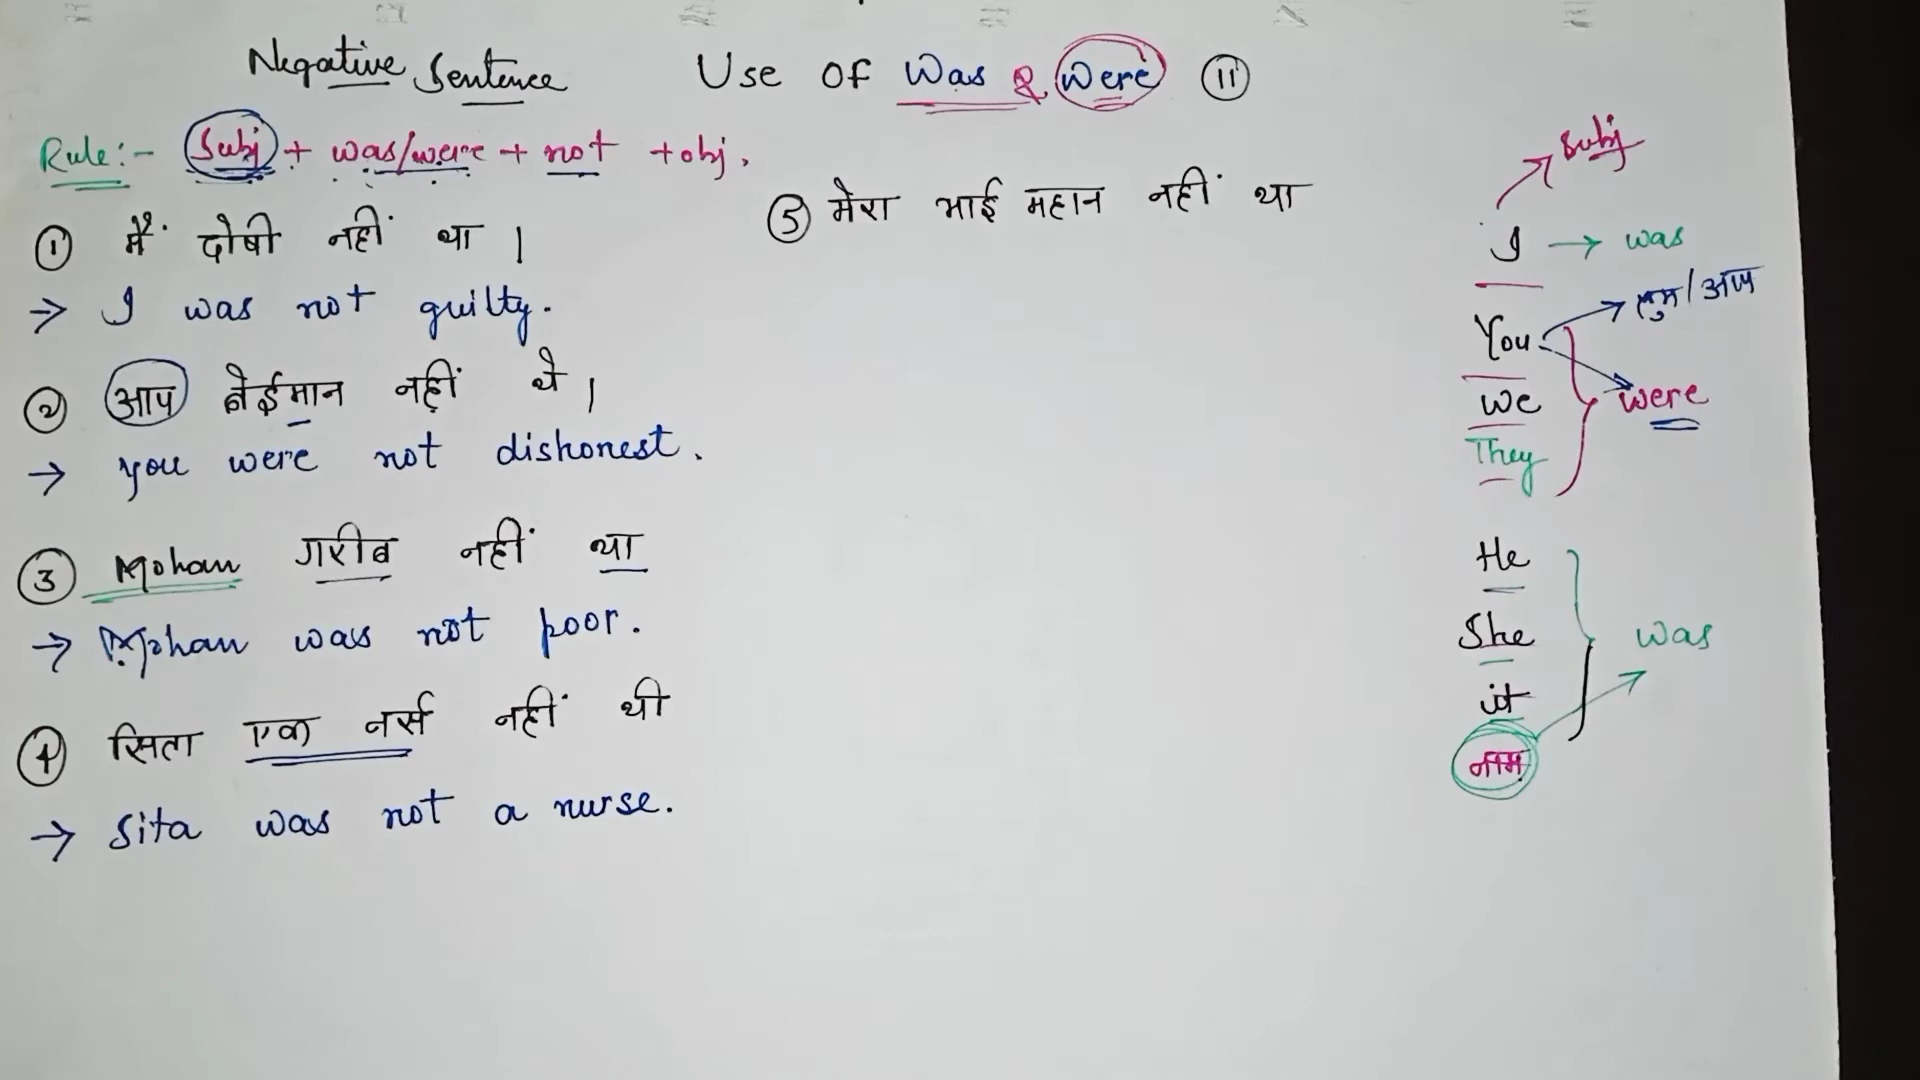 Negative Sentence Use Of Was & Were 11
Rule:- Subj + was/were + not + obj.
① मैं दोषी नहीं था |
→ I was not guilty.
② आप बेईमान नहीं थे |
→ you were not dishonest.
③ Mohan गरीब नहीं था
→ Mohan was not poor.
④ सिता एक नर्स नहीं थी
→ Sita was not a nurse.
⑤ मेरा भाई महान नहीं था
Subj
I → was
You → तुम/आप
We were
They
He
She was
it
नाम